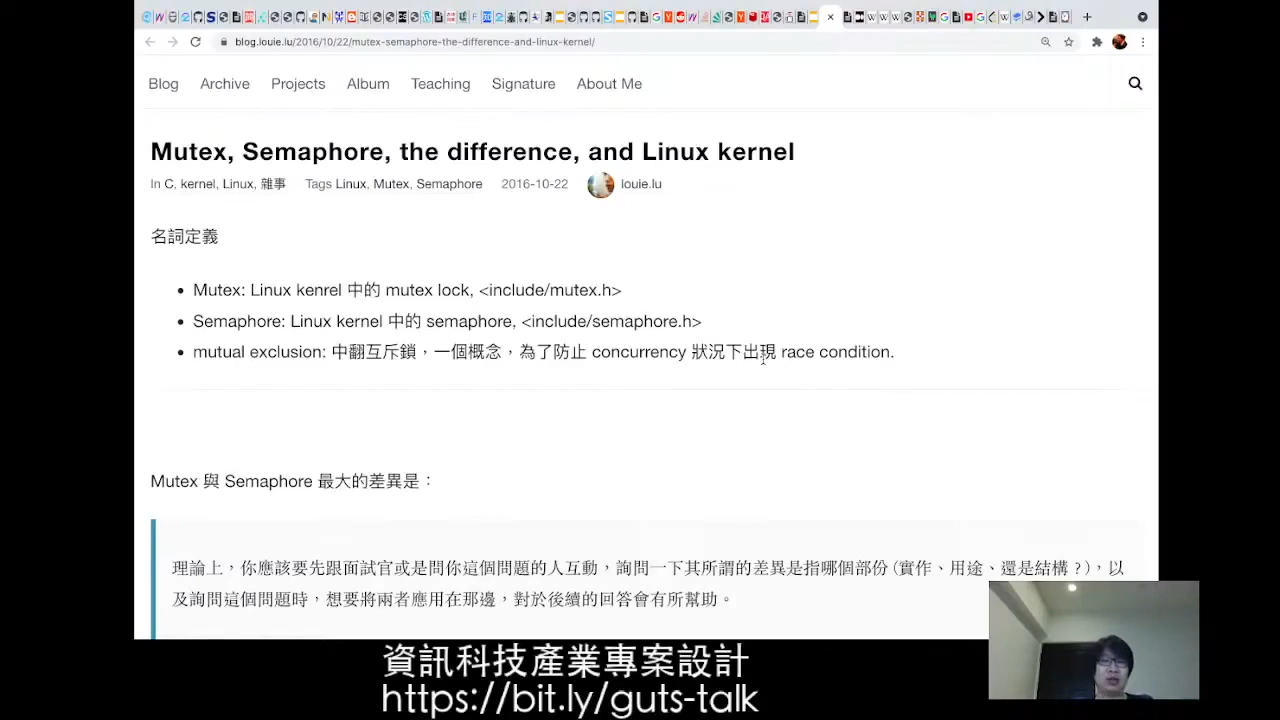 blog.louie.lu/2016/10/22/mutex-semaphore-the-difference-and-linux-kernel/
Blog Archive Projects Album Teaching Signature About Me
Mutex, Semaphore, the difference, and Linux kernel
In C, kernel, Linux, 雜事 Tags Linux, Mutex, Semaphore 2016-10-22 louie.lu
名詞定義
Mutex: Linux kenrel 中的 mutex lock, <include/mutex.h>
Semaphore: Linux kernel 中的 semaphore, <include/semaphore.h>
mutual exclusion: 中翻互斥鎖，一個概念，為了防止 concurrency 狀況下出現 race condition.
Mutex 與 Semaphore 最大的差異是：
理論上，你應該要先跟面試官或是問你這個問題的人互動，詢問一下其所謂的差異是指哪個部份 (實作、用途、還是結構？)，以
及詢問這個問題時，想要將兩者應用在那邊，對於後續的回答會有所幫助。
資訊科技產業專案設計
https://bit.ly/guts-talk